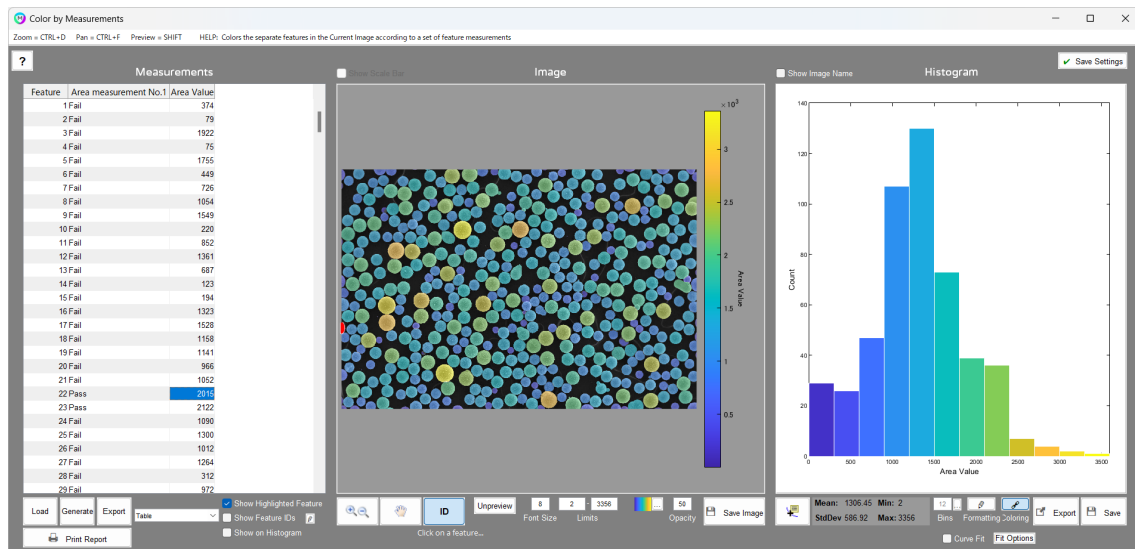 Color by Measurements
Zoom = CTRL+D Pan = CTRL+F Preview = SHIFT HELP: Colors the separate features in the Current Image according to a set of feature measurements
?
Save Settings
Measurements
Show Scale Bar
Image
Show Image Name
Histogram
Feature Area measurement No.1 Area Value
1 Fail 374
2 Fail 79
3 Fail 1922
4 Fail 75
5 Fail 1755
6 Fail 449
7 Fail 726
8 Fail 1054
9 Fail 1549
10 Fail 220
11 Fail 852
12 Fail 1361
13 Fail 687
14 Fail 123
15 Fail 194
16 Fail 1323
17 Fail 1528
18 Fail 1158
19 Fail 1141
20 Fail 966
21 Fail 1052
22 Pass 2015
23 Pass 2122
24 Fail 1090
25 Fail 1300
26 Fail 1012
27 Fail 1264
28 Fail 312
29 Fail 972
× 10³
3
2.5
2
1.5
1
0.5
Area Value
140
120
100
80
60
40
20
0
Count
0 500 1000 1500 2000 2500 3000 3500
Area Value
Load Generate Export Table
Show Highlighted Feature
Show Feature IDs
Show on Histogram
Print Report
ID
Unpreview
8 2 - 3356 ... 50
Font Size Limits Opacity
Save Image
Click on a feature...
Mean: 1306.45 Min: 2
StdDev 586.92 Max: 3356
12 ...
Bins Formatting Coloring
Export
Save
Curve Fit Fit Options